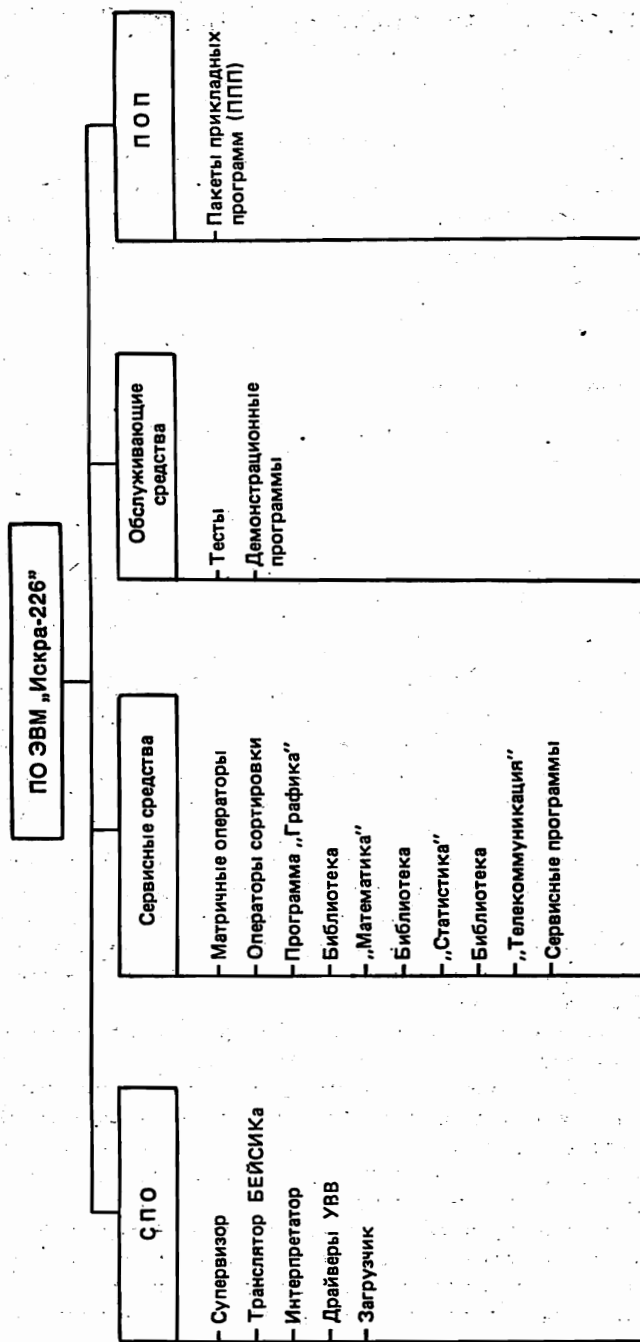 ПО ЭВМ „Искра-226”
СПО
Супервизор
Транслятор БЕЙСИКа
Интерпретатор
Драйверы УВВ
Загрузчик
Сервисные средства
Матричные операторы
Операторы сортировки
Программа „Графика”
Библиотека
„Математика”
Библиотека
„Статистика”
Библиотека
„Телекоммуникация”
Сервисные программы
Обслуживающие
средства
Тесты
Демонстрационные
программы
ПОП
Пакеты прикладных
программ (ППП)